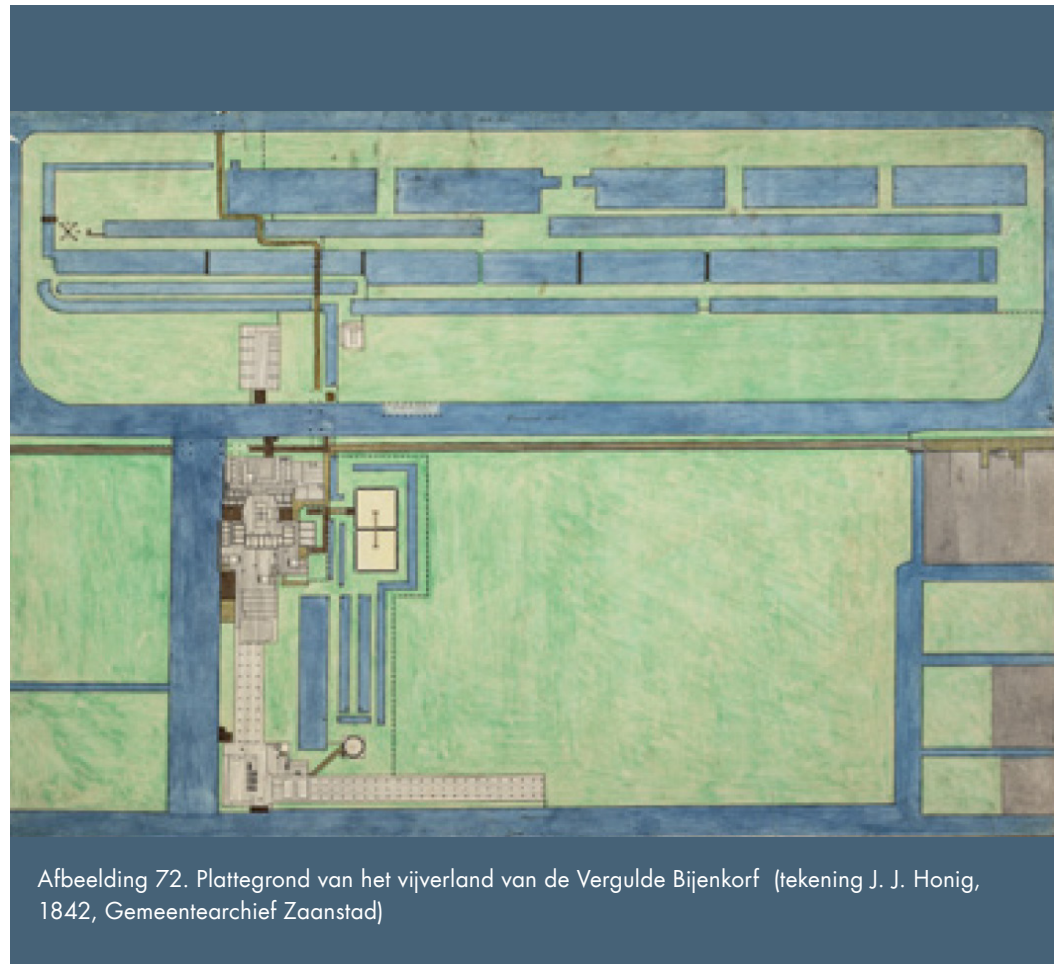 Afbeelding 72. Plattegrond van het vijverland van de Vergulde Bijenkorf (tekening J. J. Honig,
1842, Gemeentearchief Zaanstad)